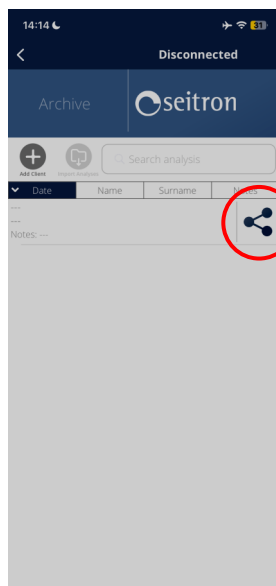 14:14
31
Disconnected
Archive
seitron
Search analysis
Add Client
Import Analysis
Date Name Surname Notes
---
---
Notes: ---